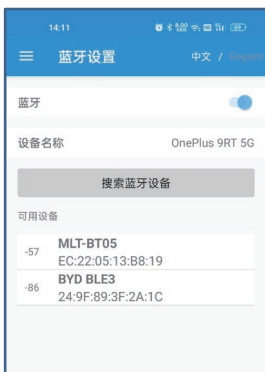 14:11
蓝牙设置
中文 / English
蓝牙
设备名称
OnePlus 9RT 5G
搜索蓝牙设备
可用设备
-57
MLT-BT05
EC:22:05:13:B8:19
-86
BYD BLE3
24:9F:89:3F:2A:1C